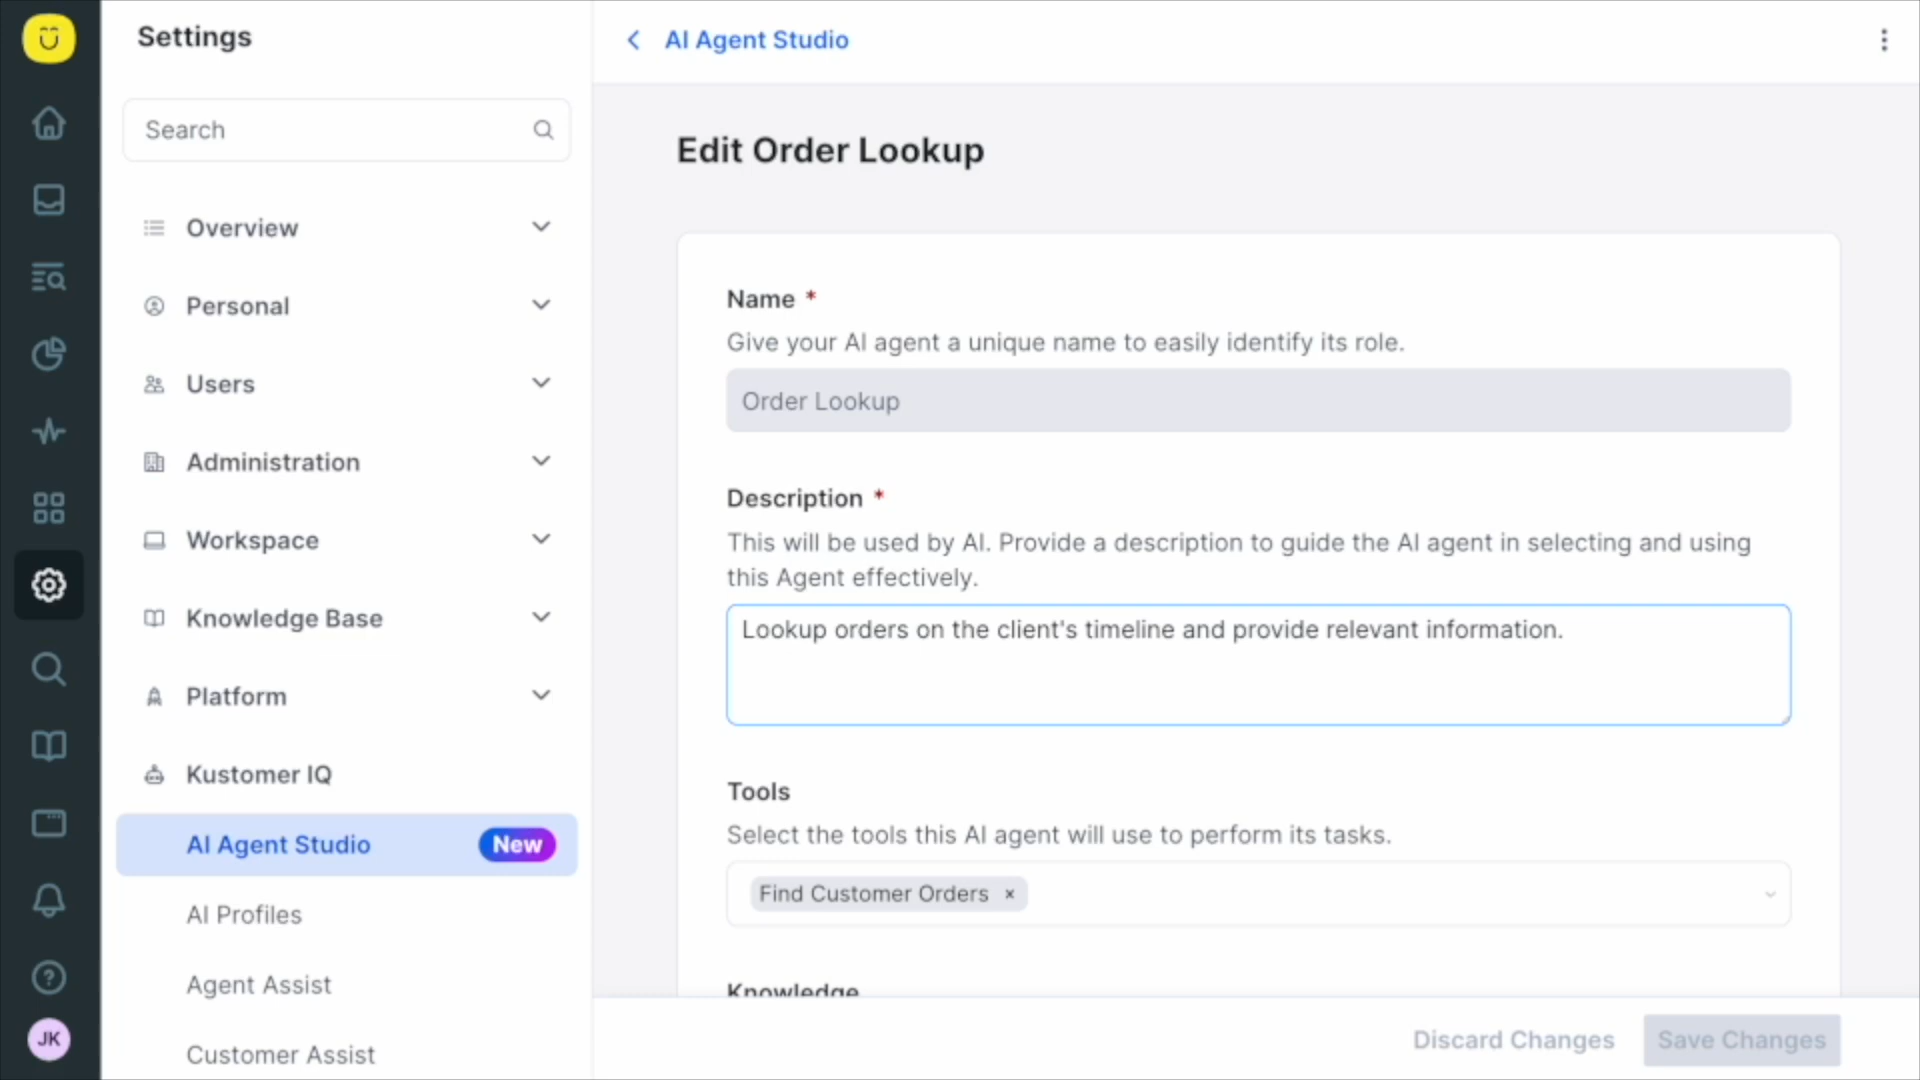 Settings
Search
Overview
Personal
Users
Administration
Workspace
Knowledge Base
Platform
Kustomer IQ
AI Agent Studio New
AI Profiles
Agent Assist
Customer Assist
JK
AI Agent Studio
Edit Order Lookup
Name *
Give your AI agent a unique name to easily identify its role.
Order Lookup
Description *
This will be used by AI. Provide a description to guide the AI agent in selecting and using
this Agent effectively.
Lookup orders on the client's timeline and provide relevant information.
Tools
Select the tools this AI agent will use to perform its tasks.
Find Customer Orders ×
Knowledge
Discard Changes
Save Changes